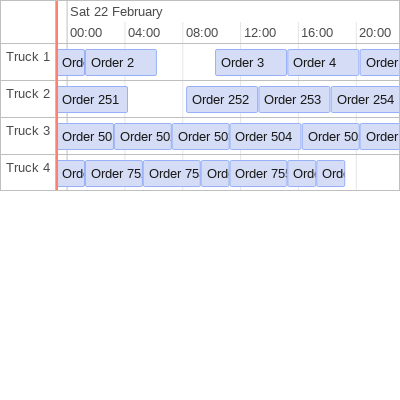 Sat 22 February
00:00 04:00 08:00 12:00 16:00 20:00
Truck 1 Ord Order 2 Order 3 Order 4 Order
Truck 2 Order 251 Order 252 Order 253 Order 254
Truck 3 Order 50 Order 50 Order 50 Order 504 Order 50 Order
Truck 4 Ord Order 75 Order 75 Ord Order 755 Ord Ord